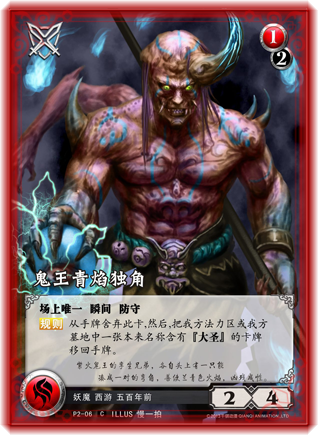 1
2
鬼王青焰独角
场上唯一 瞬间 防守
规则 从手牌舍弃此卡,然后,把我方法力区或我方
墓地中一张本来名称含有『大圣』的卡牌
移回手牌。
妖魔 西游 五百年前
P2-06 C ILLUS 慢一拍
2 4